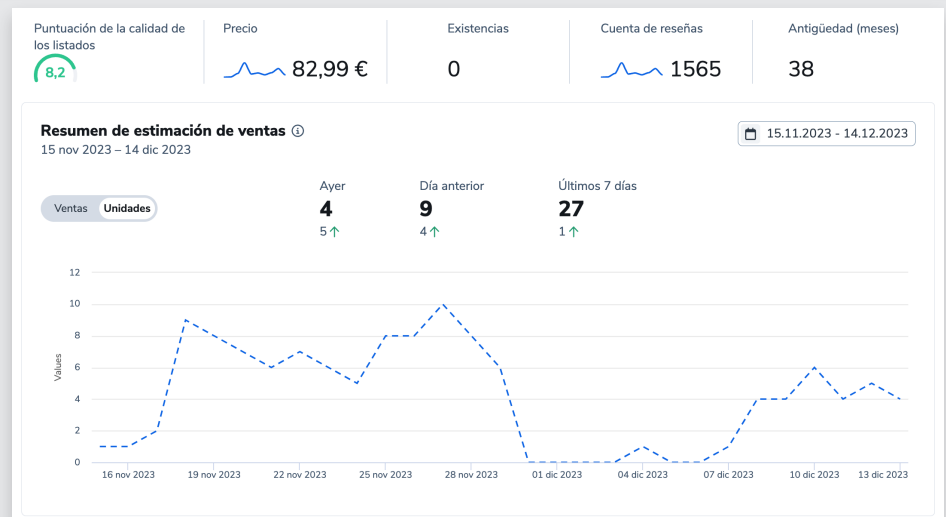 Puntuación de la calidad de
los listados
8,2
Precio
82,99 €
Existencias
0
Cuenta de reseñas
1565
Antigüedad (meses)
38
Resumen de estimación de ventas
15 nov 2023 – 14 dic 2023
15.11.2023 - 14.12.2023
Ventas Unidades
Ayer
4
5↑
Día anterior
9
4↑
Últimos 7 días
27
1↑
Values
12
10
8
6
4
2
0
16 nov 2023 19 nov 2023 22 nov 2023 25 nov 2023 28 nov 2023 01 dic 2023 04 dic 2023 07 dic 2023 10 dic 2023 13 dic 2023